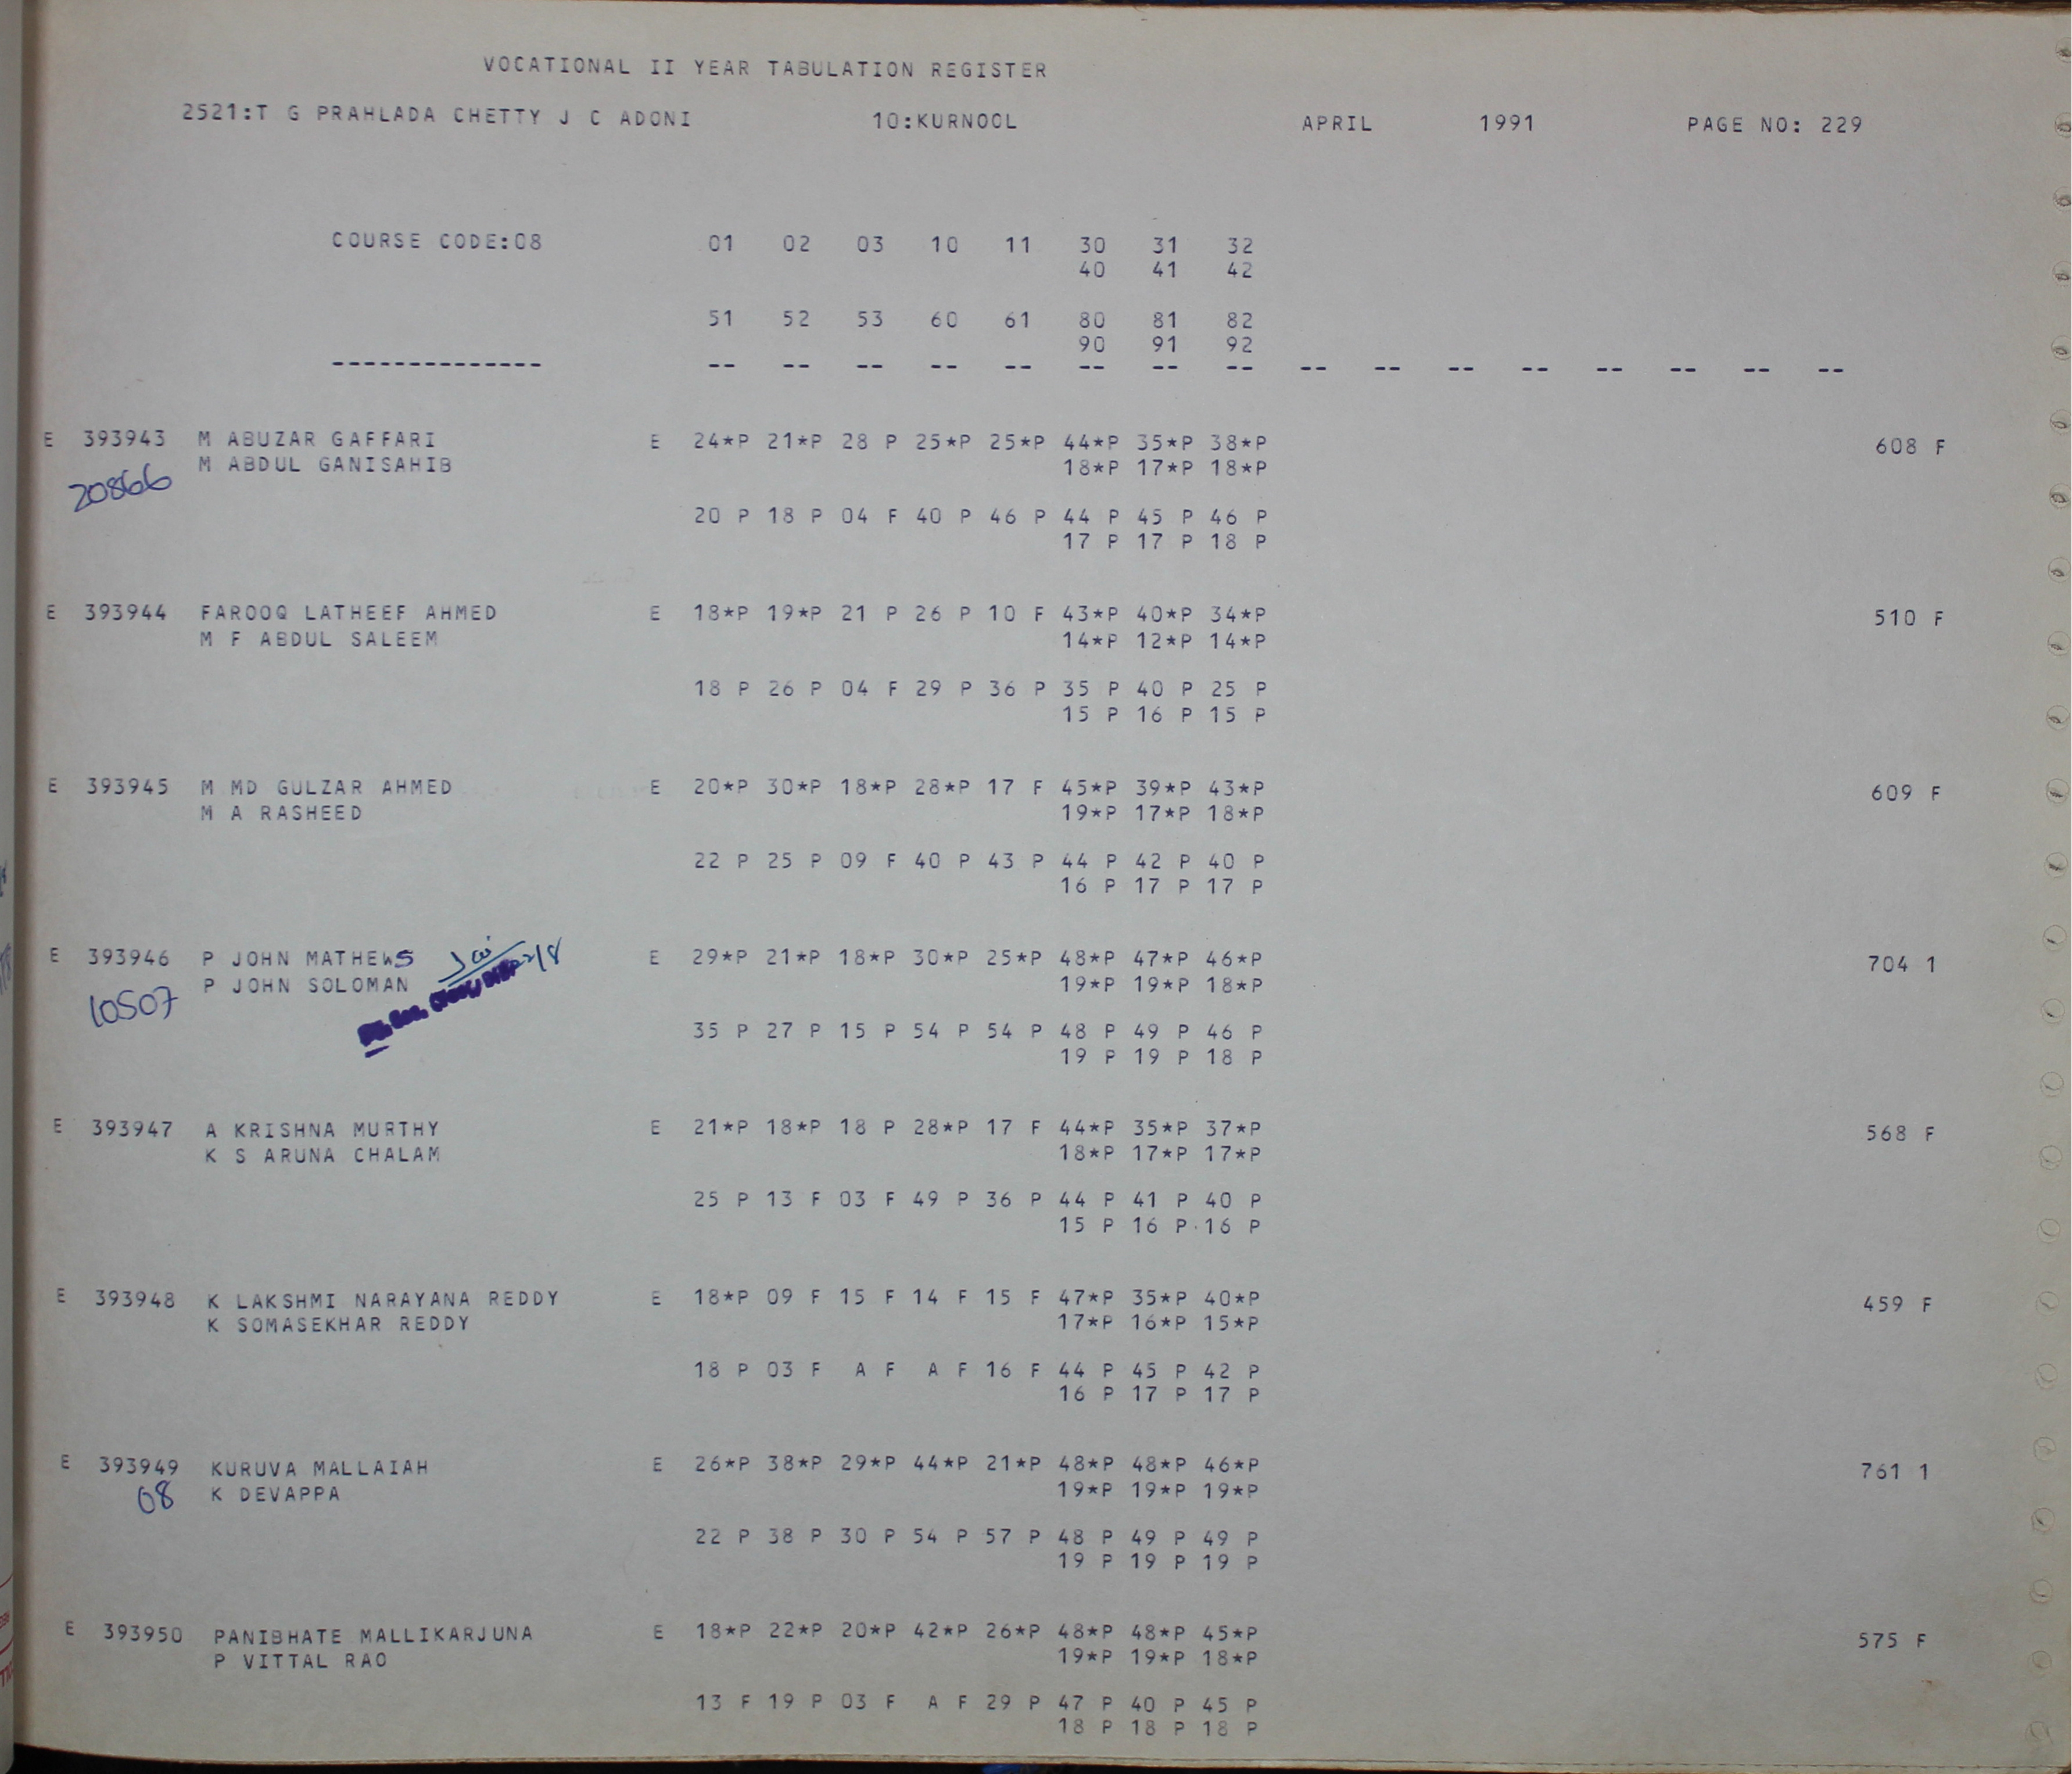 VOCATIONAL II YEAR TABULATION REGISTER
2521:T G PRAHLADA CHETTY J C ADONI 10:KURNOOL APRIL 1991 PAGE NO: 229
COURSE CODE:08 01 02 03 10 11 30 31 32
40 41 42
51 52 53 60 61 80 81 82
90 91 92
-------------- -- -- -- -- -- -- -- -- -- -- -- -- -- -- -- --
E 393943 M ABUZAR GAFFARI E 24*P 21*P 28 P 25*P 25*P 44*P 35*P 38*P 608 F
M ABDUL GANISAHIB 18*P 17*P 18*P
20866
20 P 18 P 04 F 40 P 46 P 44 P 45 P 46 P
17 P 17 P 18 P
E 393944 FAROOQ LATHEEF AHMED E 18*P 19*P 21 P 26 P 10 F 43*P 40*P 34*P 510 F
M F ABDUL SALEEM 14*P 12*P 14*P
18 P 26 P 04 F 29 P 36 P 35 P 40 P 25 P
15 P 16 P 15 P
E 393945 M MD GULZAR AHMED E 20*P 30*P 18*P 28*P 17 F 45*P 39*P 43*P 609 F
M A RASHEED 19*P 17*P 18*P
22 P 25 P 09 F 40 P 43 P 44 P 42 P 40 P
16 P 17 P 17 P
E 393946 P JOHN MATHEWS E 29*P 21*P 18*P 30*P 25*P 48*P 47*P 46*P 704 1
P JOHN SOLOMAN 19*P 19*P 18*P
10507
35 P 27 P 15 P 54 P 54 P 48 P 49 P 46 P
19 P 19 P 18 P
E 393947 A KRISHNA MURTHY E 21*P 18*P 18 P 28*P 17 F 44*P 35*P 37*P 568 F
K S ARUNA CHALAM 18*P 17*P 17*P
25 P 13 F 03 F 49 P 36 P 44 P 41 P 40 P
15 P 16 P 16 P
E 393948 K LAKSHMI NARAYANA REDDY E 18*P 09 F 15 F 14 F 15 F 47*P 35*P 40*P 459 F
K SOMASEKHAR REDDY 17*P 16*P 15*P
18 P 03 F A F A F 16 F 44 P 45 P 42 P
16 P 17 P 17 P
E 393949 KURUVA MALLAIAH E 26*P 38*P 29*P 44*P 21*P 48*P 48*P 46*P 761 1
08 K DEVAPPA 19*P 19*P 19*P
22 P 38 P 30 P 54 P 57 P 48 P 49 P 49 P
19 P 19 P 19 P
E 393950 PANIBHATE MALLIKARJUNA E 18*P 22*P 20*P 42*P 26*P 48*P 48*P 45*P 575 F
P VITTAL RAO 19*P 19*P 18*P
13 F 19 P 03 F A F 29 P 47 P 40 P 45 P
18 P 18 P 18 P